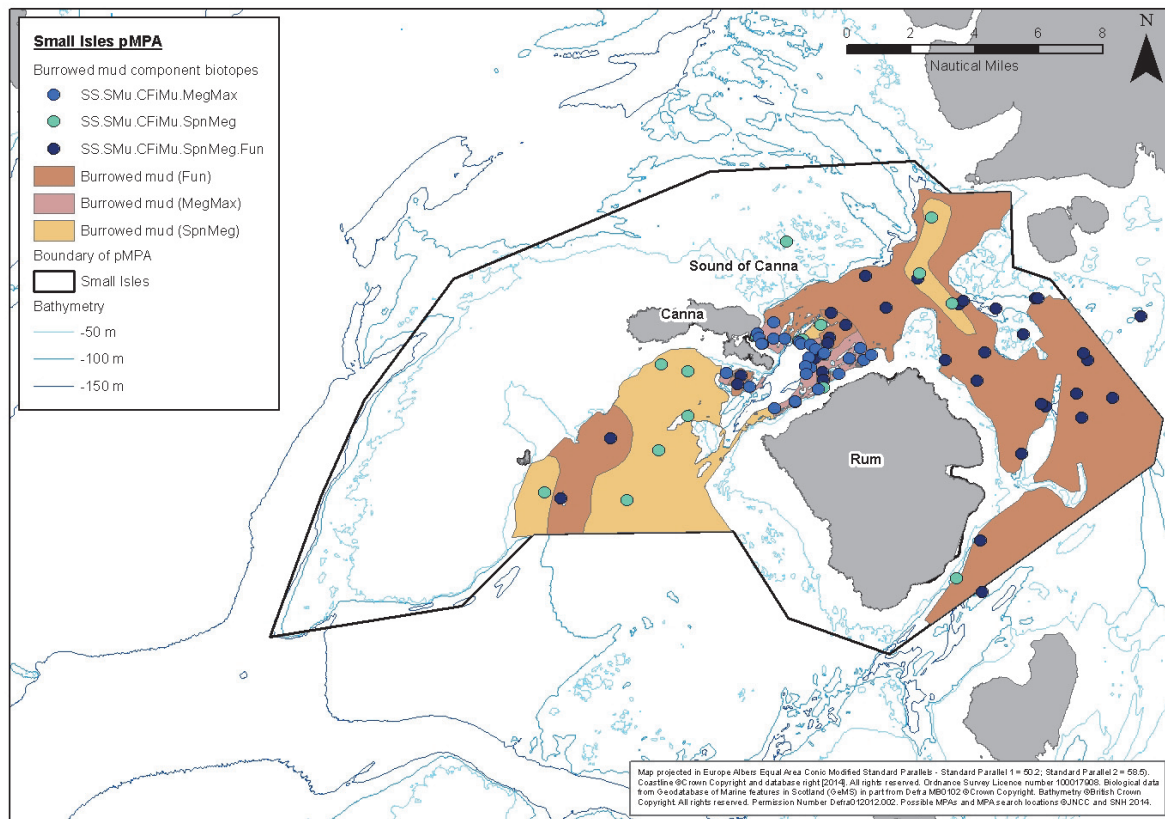 Small Isles pMPA
Burrowed mud component biotopes
SS.SMu.CFiMu.MegMax
SS.SMu.CFiMu.SpnMeg
SS.SMu.CFiMu.SpnMeg.Fun
Burrowed mud (Fun)
Burrowed mud (MegMax)
Burrowed mud (SpnMeg)
Boundary of pMPA
Small Isles
Bathymetry
-50 m
-100 m
-150 m
0 2 4 6 8
Nautical Miles
N
Sound of Canna
Canna
Rum
Map projected in Europe Albers Equal Area Conic Modified Standard Parallels - Standard Parallel 1 = 50.2; Standard Parallel 2 = 58.5).
Coastline ©Crown Copyright and database right [2014]. All rights reserved. Ordnance Survey Licence number 100017908. Biological data
from Geodatabase of Marine features in Scotland (GeMS) in part from Defra MB0102 ©Crown Copyright. Bathymetry ©British Crown
Copyright. All rights reserved. Permission Number Defra012012.002. Possible MPAs and MPA search locations ©JNCC and SNH 2014.